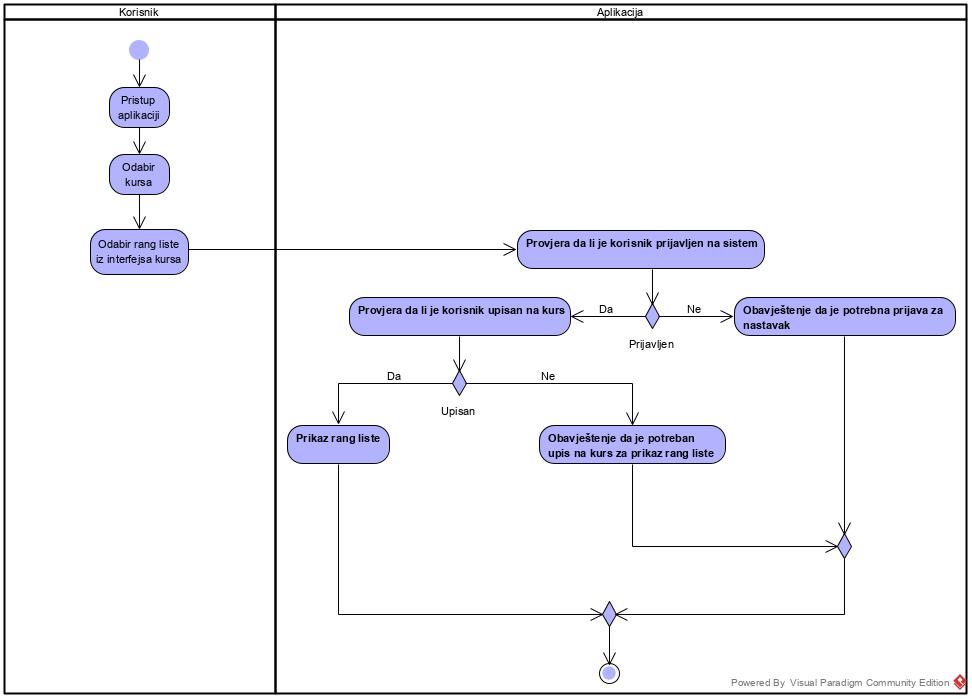 Korisnik
Aplikacija
Pristup
aplikaciji
Odabir
kursa
Odabir rang liste
iz interfejsa kursa
Provjera da li je korisnik prijavljen na sistem
Provjera da li je korisnik upisan na kurs
Da
Ne
Obavještenje da je potrebna prijava za
nastavak
Prijavljen
Da
Ne
Upisan
Prikaz rang liste
Obavještenje da je potreban
upis na kurs za prikaz rang liste
Powered By Visual Paradigm Community Edition